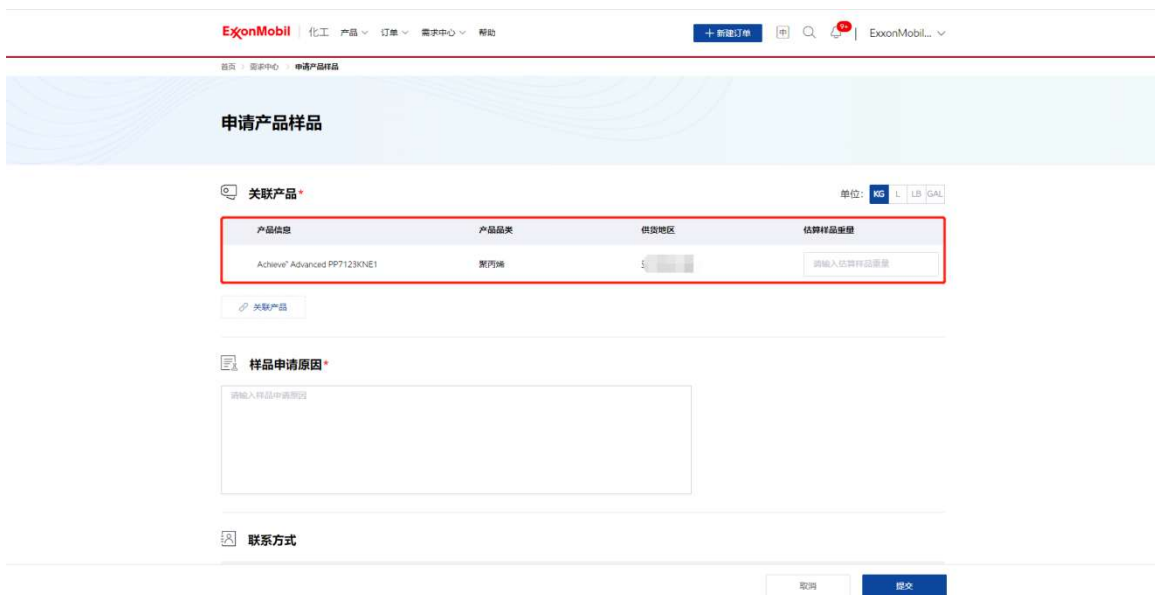 ExxonMobil 化工 产品 订单 需求中心 帮助 + 新建订单 中 9+ ExxonMobil...
首页 > 需求中心 > 申请产品样品
申请产品样品
关联产品* 单位: KG L LB GAL
产品信息 产品品类 供货地区 估算样品重量
Achieve™ Advanced PP7123KNE1 聚丙烯 请输入估算样品重量
关联产品
样品申请原因*
请输入样品申请原因
联系方式
取消 提交